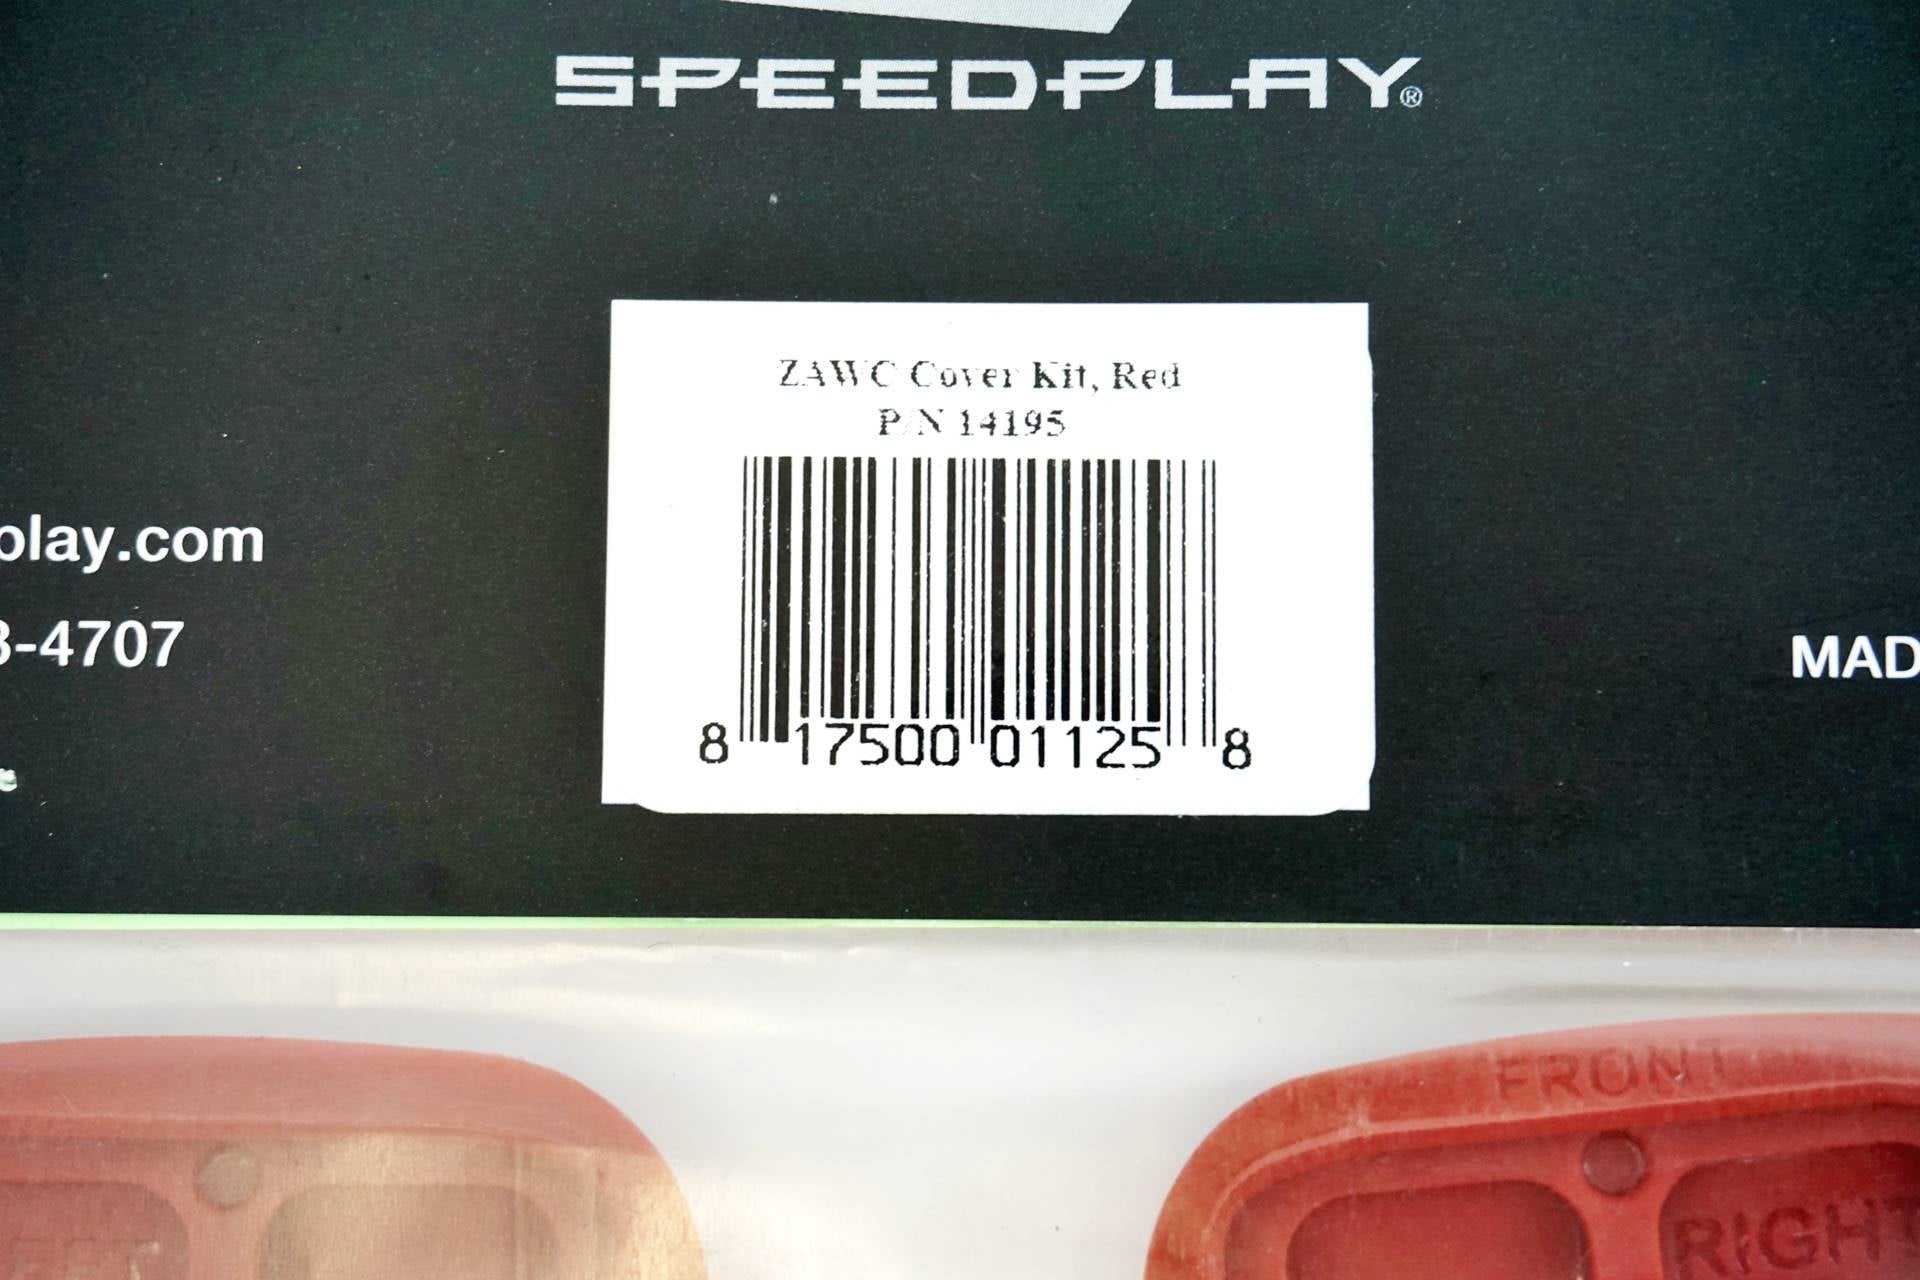 SPEEDPLAY®
ZAWC Cover Kit, Red
P/N 14195
play.com
3-4707
MAD
8 17500 01125 8
FRONT
RIGHT